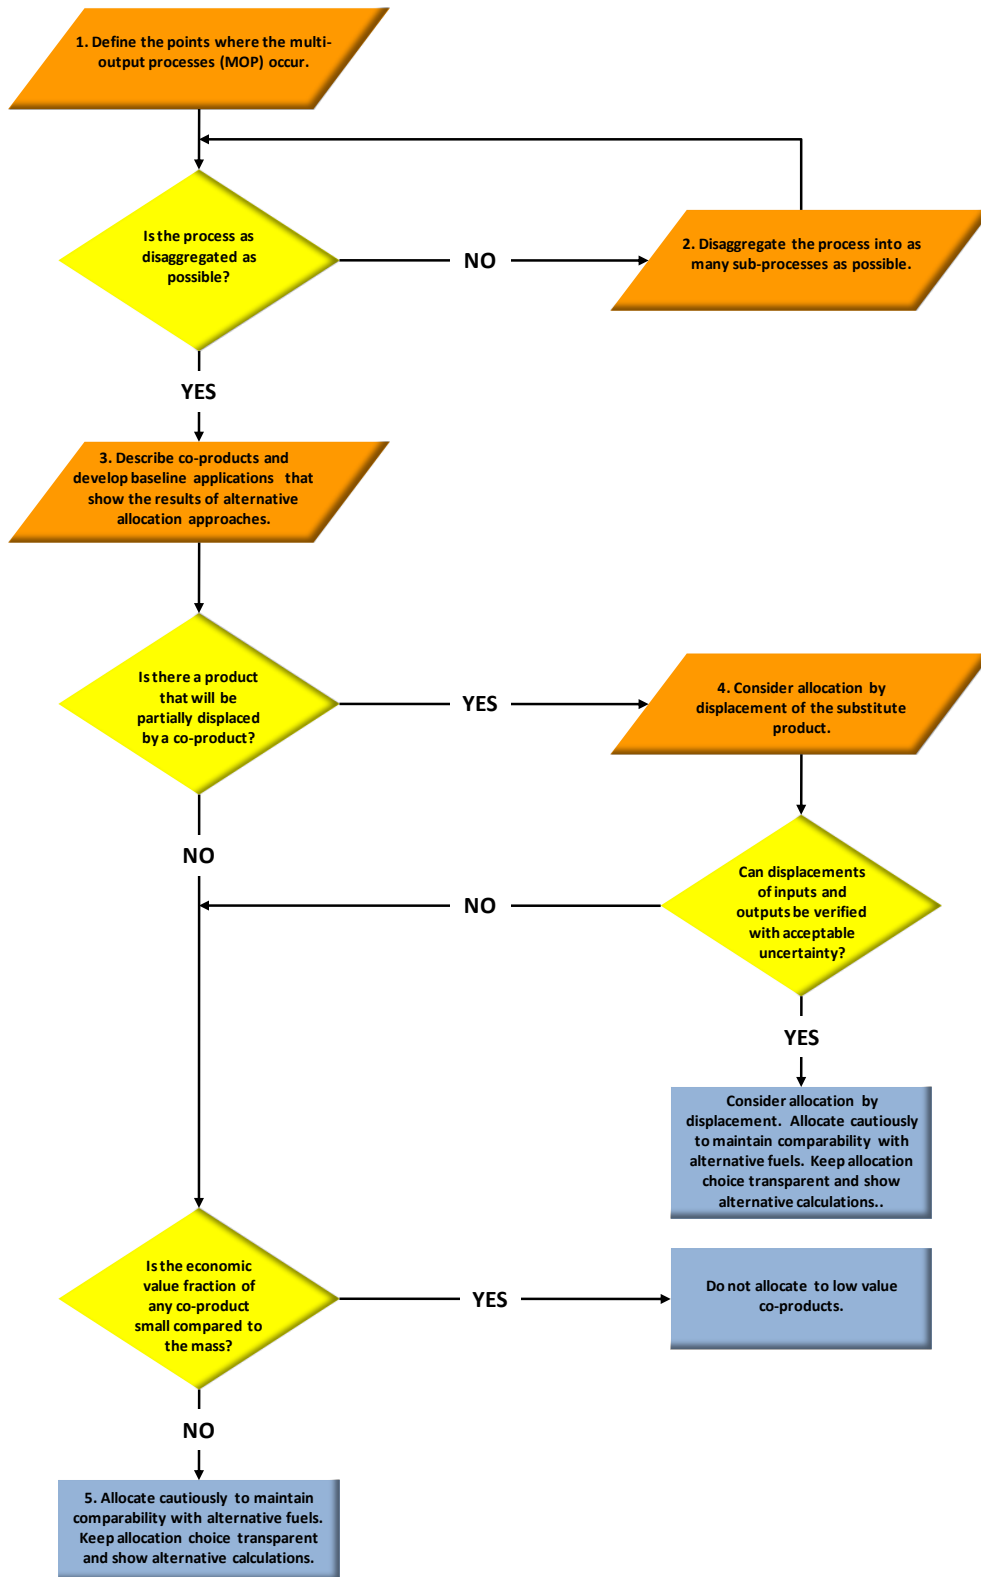 1. Define the points where the multi-
output processes (MOP) occur.
Is the process as
disaggregated as
possible?
NO
2. Disaggregate the process into as
many sub-processes as possible.
YES
3. Describe co-products and
develop baseline applications that
show the results of alternative
allocation approaches.
Is there a product
that will be
partially displaced
by a co-product?
YES
4. Consider allocation by
displacement of the substitute
product.
NO
Can displacements
of inputs and
outputs be verified
with acceptable
uncertainty?
NO
YES
Consider allocation by
displacement. Allocate cautiously
to maintain comparability with
alternative fuels. Keep allocation
choice transparent and show
alternative calculations..
Is the economic
value fraction of
any co-product
small compared to
the mass?
YES
Do not allocate to low value
co-products.
NO
5. Allocate cautiously to maintain
comparability with alternative fuels.
Keep allocation choice transparent
and show alternative calculations.